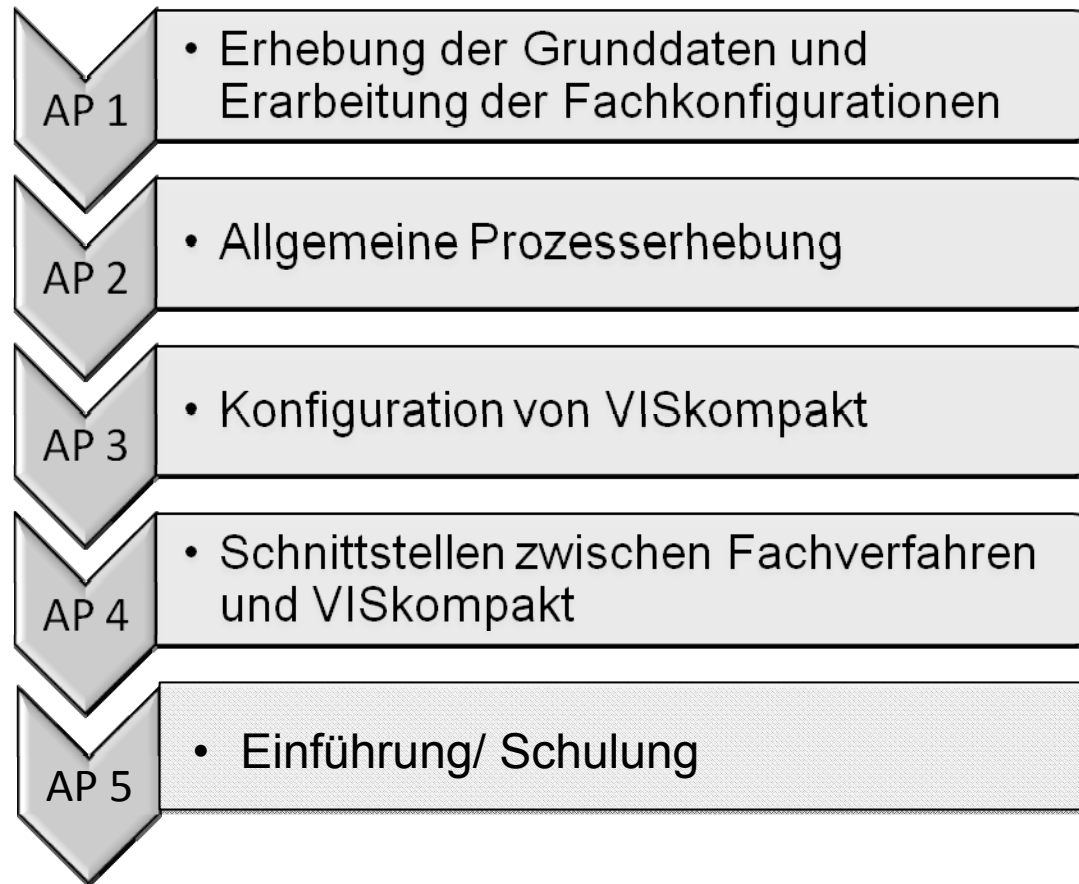 AP 1
• Erhebung der Grunddaten und
Erarbeitung der Fachkonfigurationen
AP 2
• Allgemeine Prozesserhebung
AP 3
• Konfiguration von VISkompakt
AP 4
• Schnittstellen zwischen Fachverfahren
und VISkompakt
AP 5
• Einführung/ Schulung